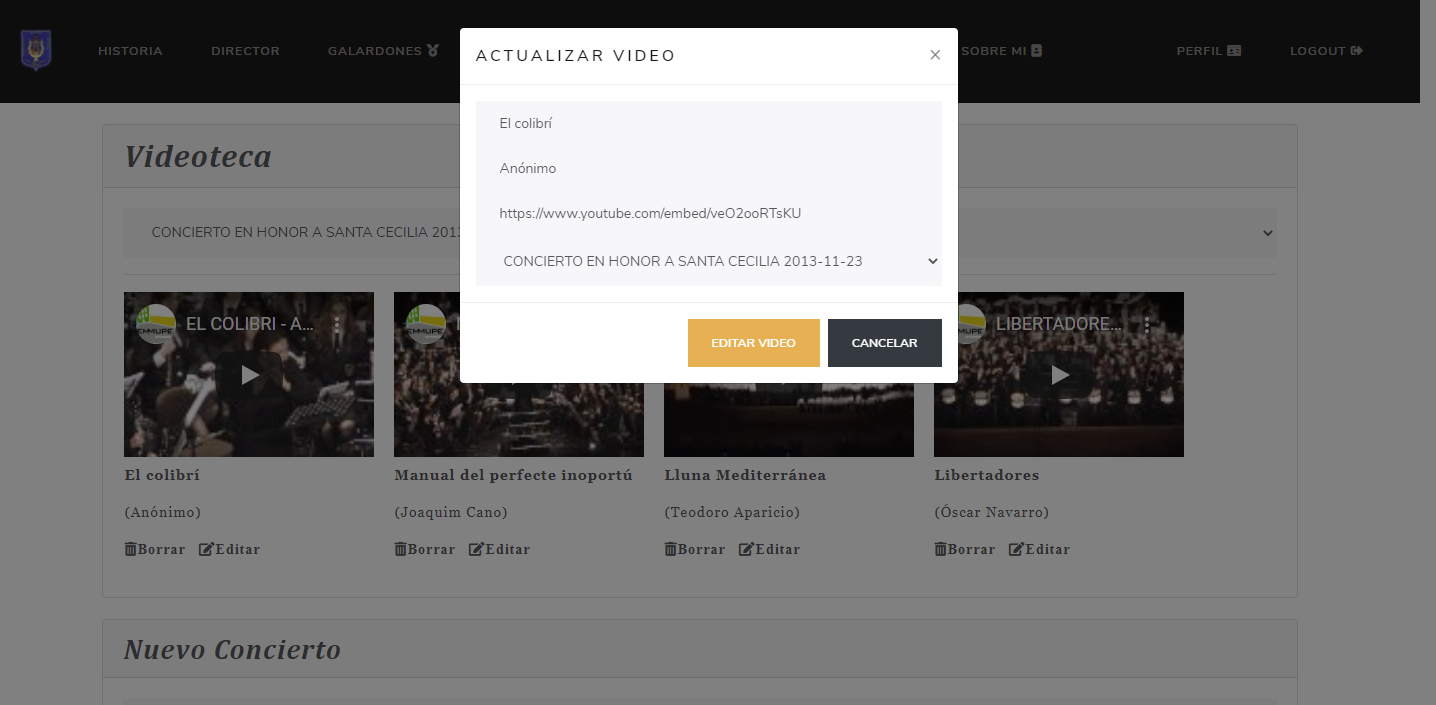 HISTORIA
DIRECTOR
GALARDONES
SOBRE MI
PERFIL
LOGOUT
ACTUALIZAR VIDEO
×
El colibrí
Anónimo
https://www.youtube.com/embed/veO2ooRTsKU
CONCIERTO EN HONOR A SANTA CECILIA 2013-11-23
EDITAR VIDEO
CANCELAR
Videoteca
CONCIERTO EN HONOR A SANTA CECILIA 201
EMMUPE
EL COLIBRI - A...
LIBERTADORE...
El colibrí
(Anónimo)
Borrar Editar
Manual del perfecte inoportú
(Joaquim Cano)
Borrar Editar
Lluna Mediterránea
(Teodoro Aparicio)
Borrar Editar
Libertadores
(Óscar Navarro)
Borrar Editar
Nuevo Concierto